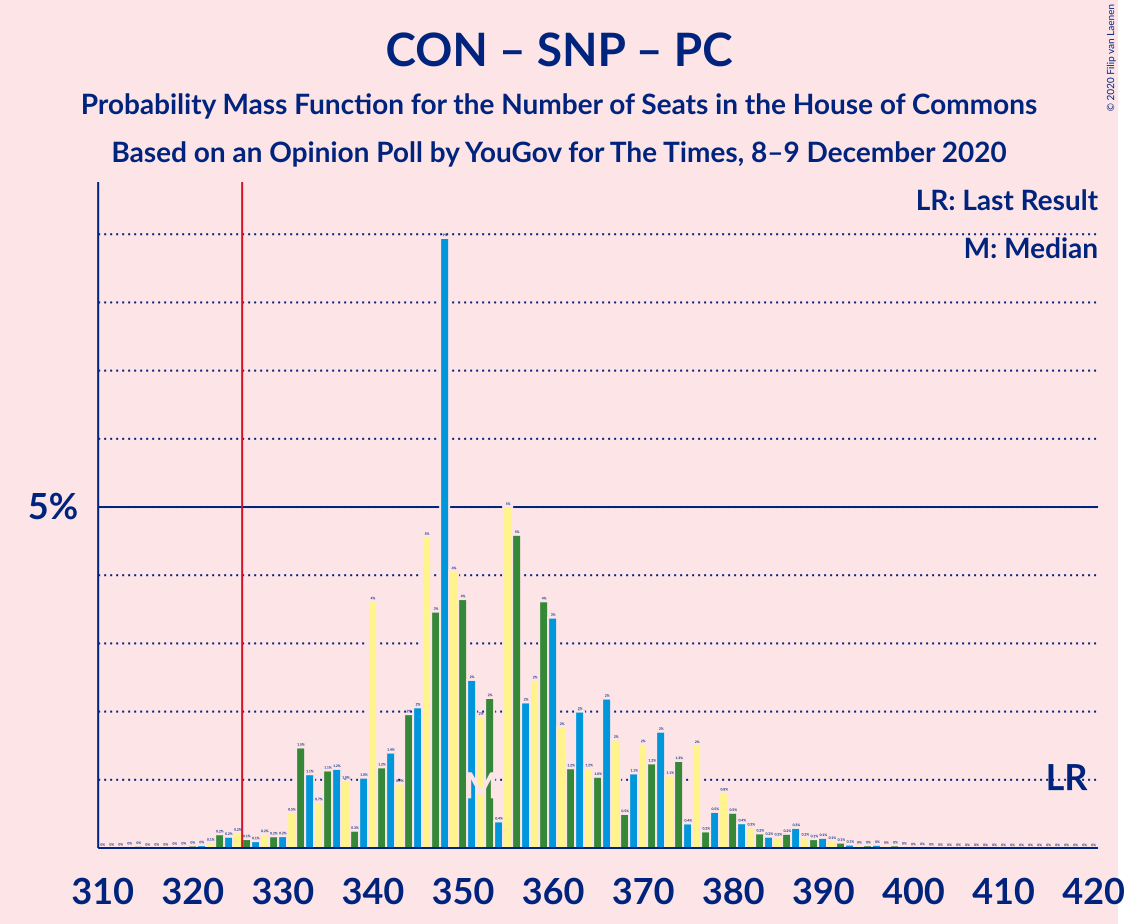 CON – SNP – PC
Probability Mass Function for the Number of Seats in the House of Commons
Based on an Opinion Poll by YouGov for The Times, 8–9 December 2020
© 2020 Filip van Laenen
LR: Last Result
M: Median
5%
M
LR
310 320 330 340 350 360 370 380 390 400 410 420